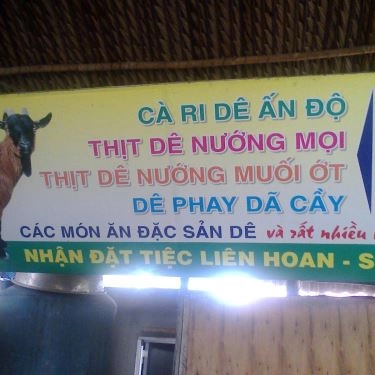 CÀ RI DÊ ẤN ĐỘ
THỊT DÊ NƯỚNG MỌI
THỊT DÊ NƯỚNG MUỐI ỚT
DÊ PHAY DÃ CẦY
CÁC MÓN ĂN ĐẶC SẢN DÊ và rất nhiều
NHẬN ĐẶT TIỆC LIÊN HOAN - S